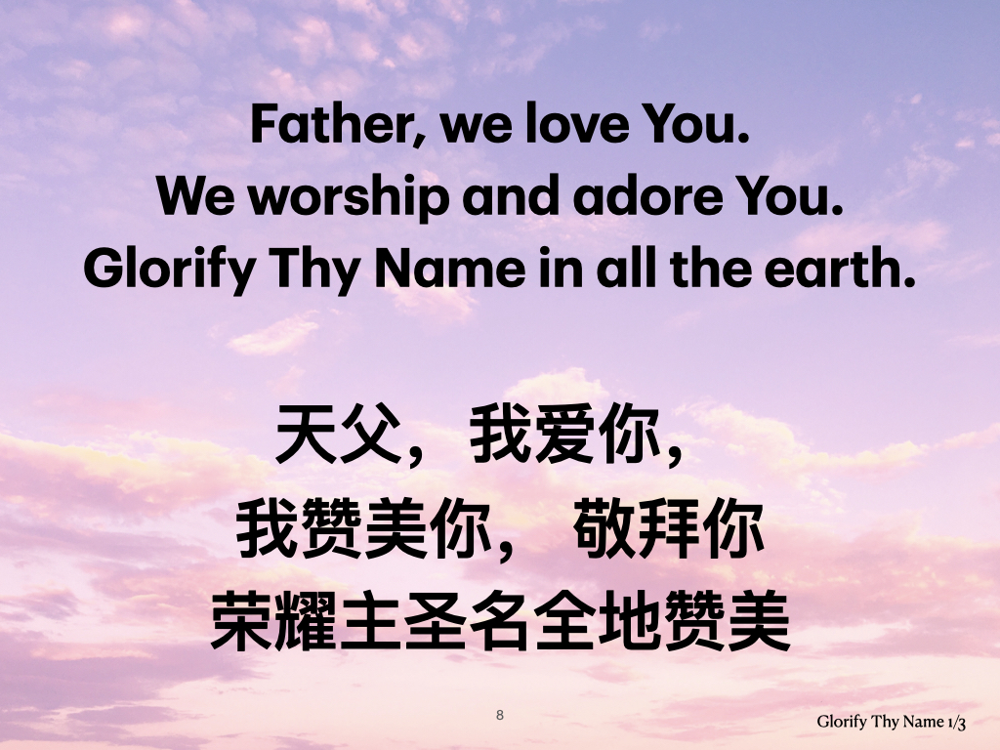 Father, we love You.
We worship and adore You.
Glorify Thy Name in all the earth.
天父，我爱你，
我赞美你， 敬拜你
荣耀主圣名全地赞美
8
Glorify Thy Name 1/3